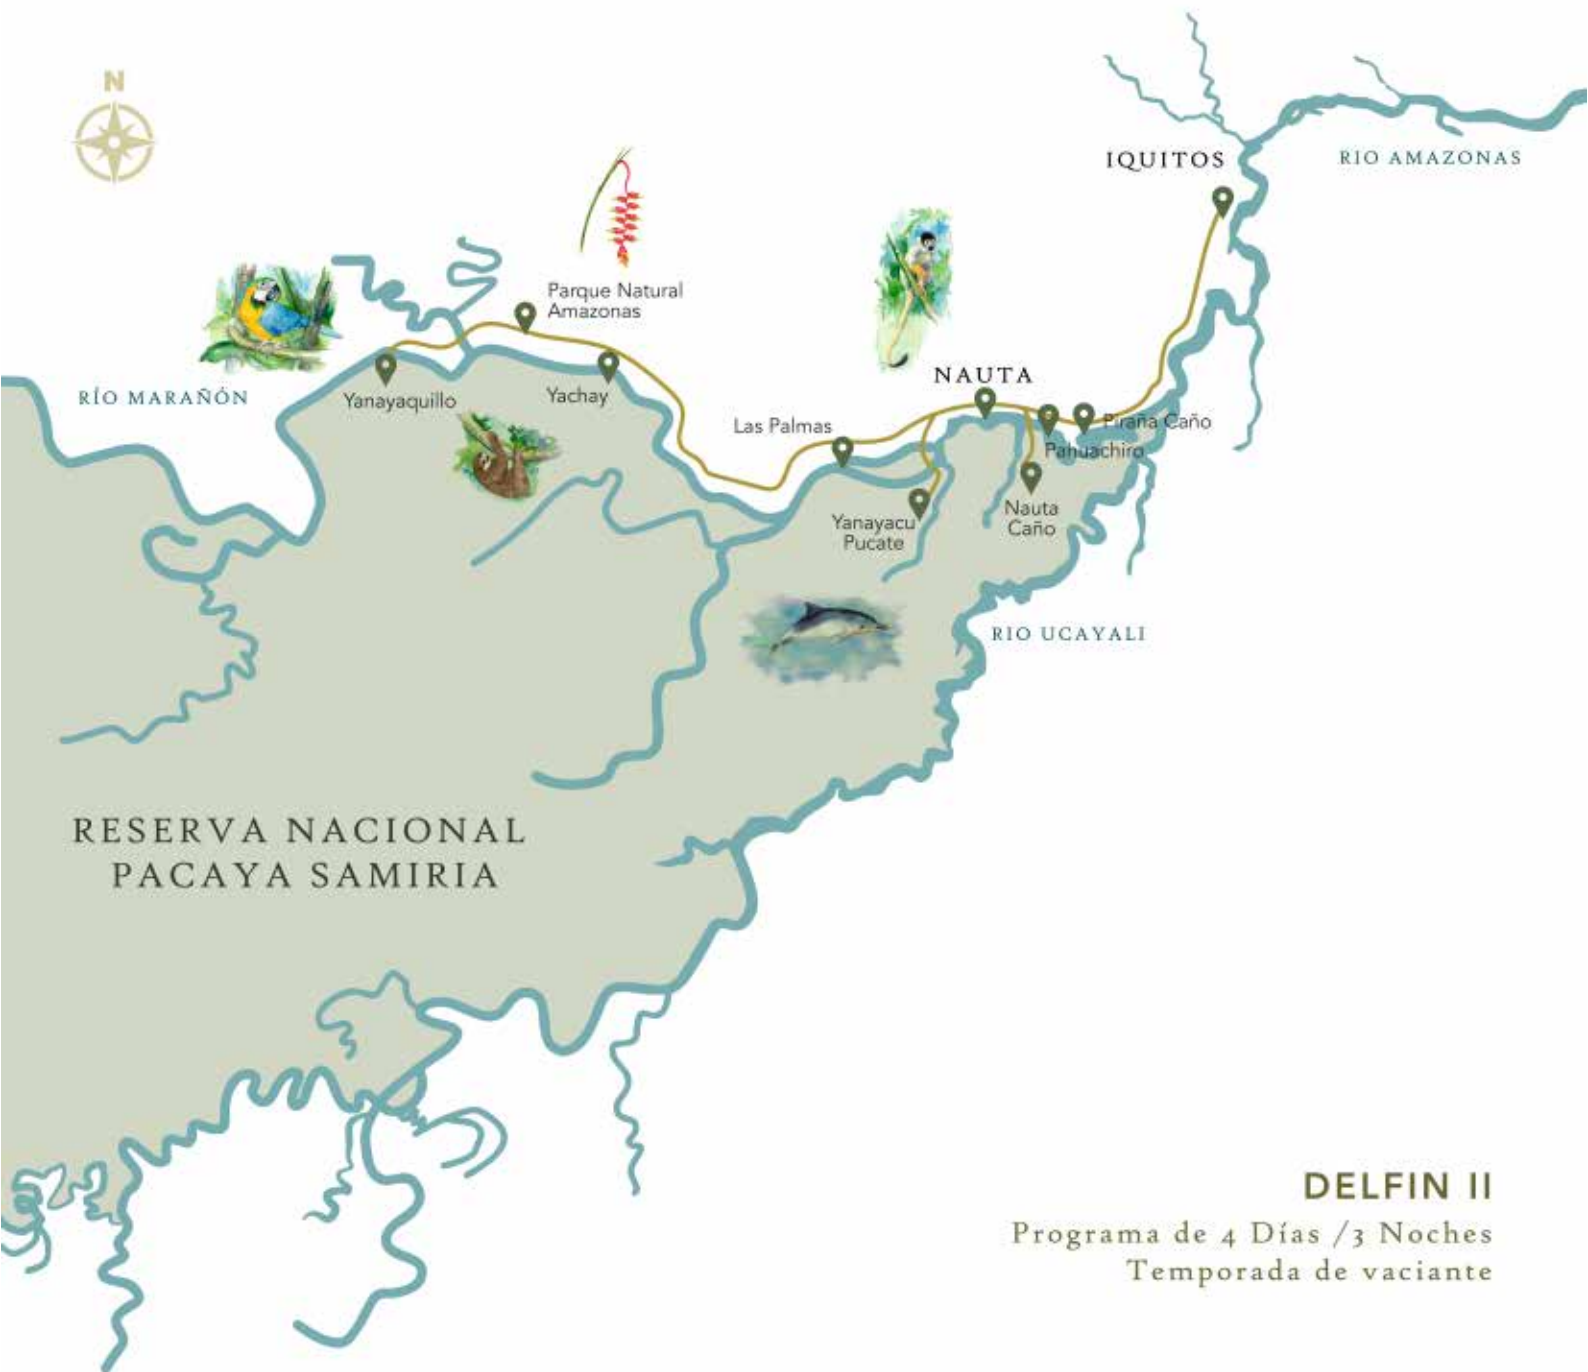 N
IQUITOS
RIO AMAZONAS
Parque Natural
Amazonas
RÍO MARAÑÓN
Yanayaquillo
Yachay
NAUTA
Las Palmas
Piraña Caño
Pahuachiro
Yanayacu
Pucate
Nauta
Caño
RIO UCAYALI
RESERVA NACIONAL
PACAYA SAMIRIA
DELFIN II
Programa de 4 Días /3 Noches
Temporada de vaciante